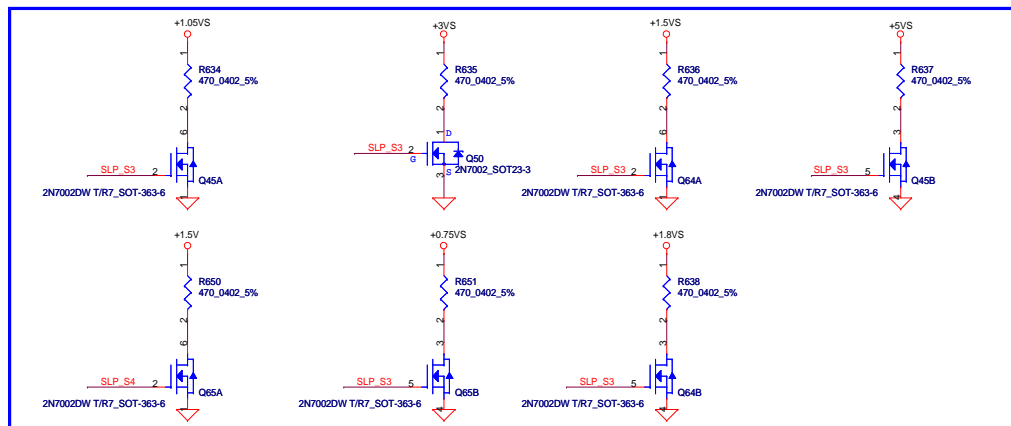 +1.05VS
1
R634
470_0402_5%
2
6
SLP_S3 2
Q45A
2N7002DW T/R7_SOT-363-6
1
+3VS
1
R635
470_0402_5%
2
1 D
SLP_S3 2
G
Q50
2N7002_SOT23-3
3 S
+1.5VS
1
R636
470_0402_5%
2
6
SLP_S3 2
Q64A
2N7002DW T/R7_SOT-363-6
1
+5VS
1
R637
470_0402_5%
2
3
SLP_S3 5
Q45B
2N7002DW T/R7_SOT-363-6
4
+1.5V
1
R650
470_0402_5%
2
6
SLP_S4 2
Q65A
2N7002DW T/R7_SOT-363-6
1
+0.75VS
1
R651
470_0402_5%
2
3
SLP_S3 5
Q65B
2N7002DW T/R7_SOT-363-6
4
+1.8VS
1
R638
470_0402_5%
2
3
SLP_S3 5
Q64B
2N7002DW T/R7_SOT-363-6
4